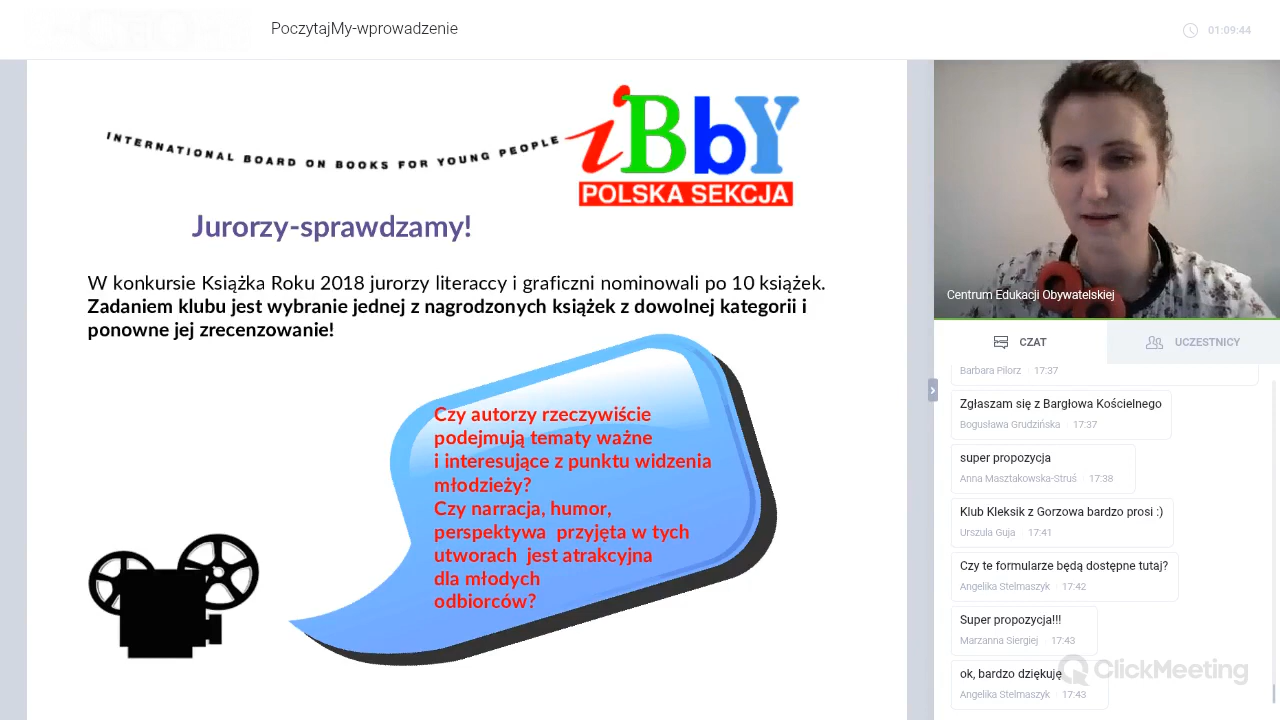 PoczytajMy-wprowadzenie
01:09:44
INTERNATIONAL BOARD ON BOOKS FOR YOUNG PEOPLE
iBbY
POLSKA SEKCJA
Jurorzy-sprawdzamy!
W konkursie Książka Roku 2018 jurorzy literaccy i graficzni nominowali po 10 książek.
Zadaniem klubu jest wybranie jednej z nagrodzonych książek z dowolnej kategorii i
ponowne jej zrecenzowanie!
Czy autorzy rzeczywiście
podejmują tematy ważne
i interesujące z punktu widzenia
młodzieży?
Czy narracja, humor,
perspektywa przyjęta w tych
utworach jest atrakcyjna
dla młodych
odbiorców?
Centrum Edukacji Obywatelskiej
CZAT
UCZESTNICY
Barbara Pilorz 17:37
Zgłaszam się z Bargłowa Kościelnego
Bogusława Grudzińska 17:37
super propozycja
Anna Masztakowska-Struś 17:38
Klub Kleksik z Gorzowa bardzo prosi :)
Urszula Guja 17:41
Czy te formularze będą dostępne tutaj?
Angelika Stelmaszyk 17:42
Super propozycja!!!
Marzanna Siergiej 17:43
ok, bardzo dziękuję
Angelika Stelmaszyk 17:43
ClickMeeting